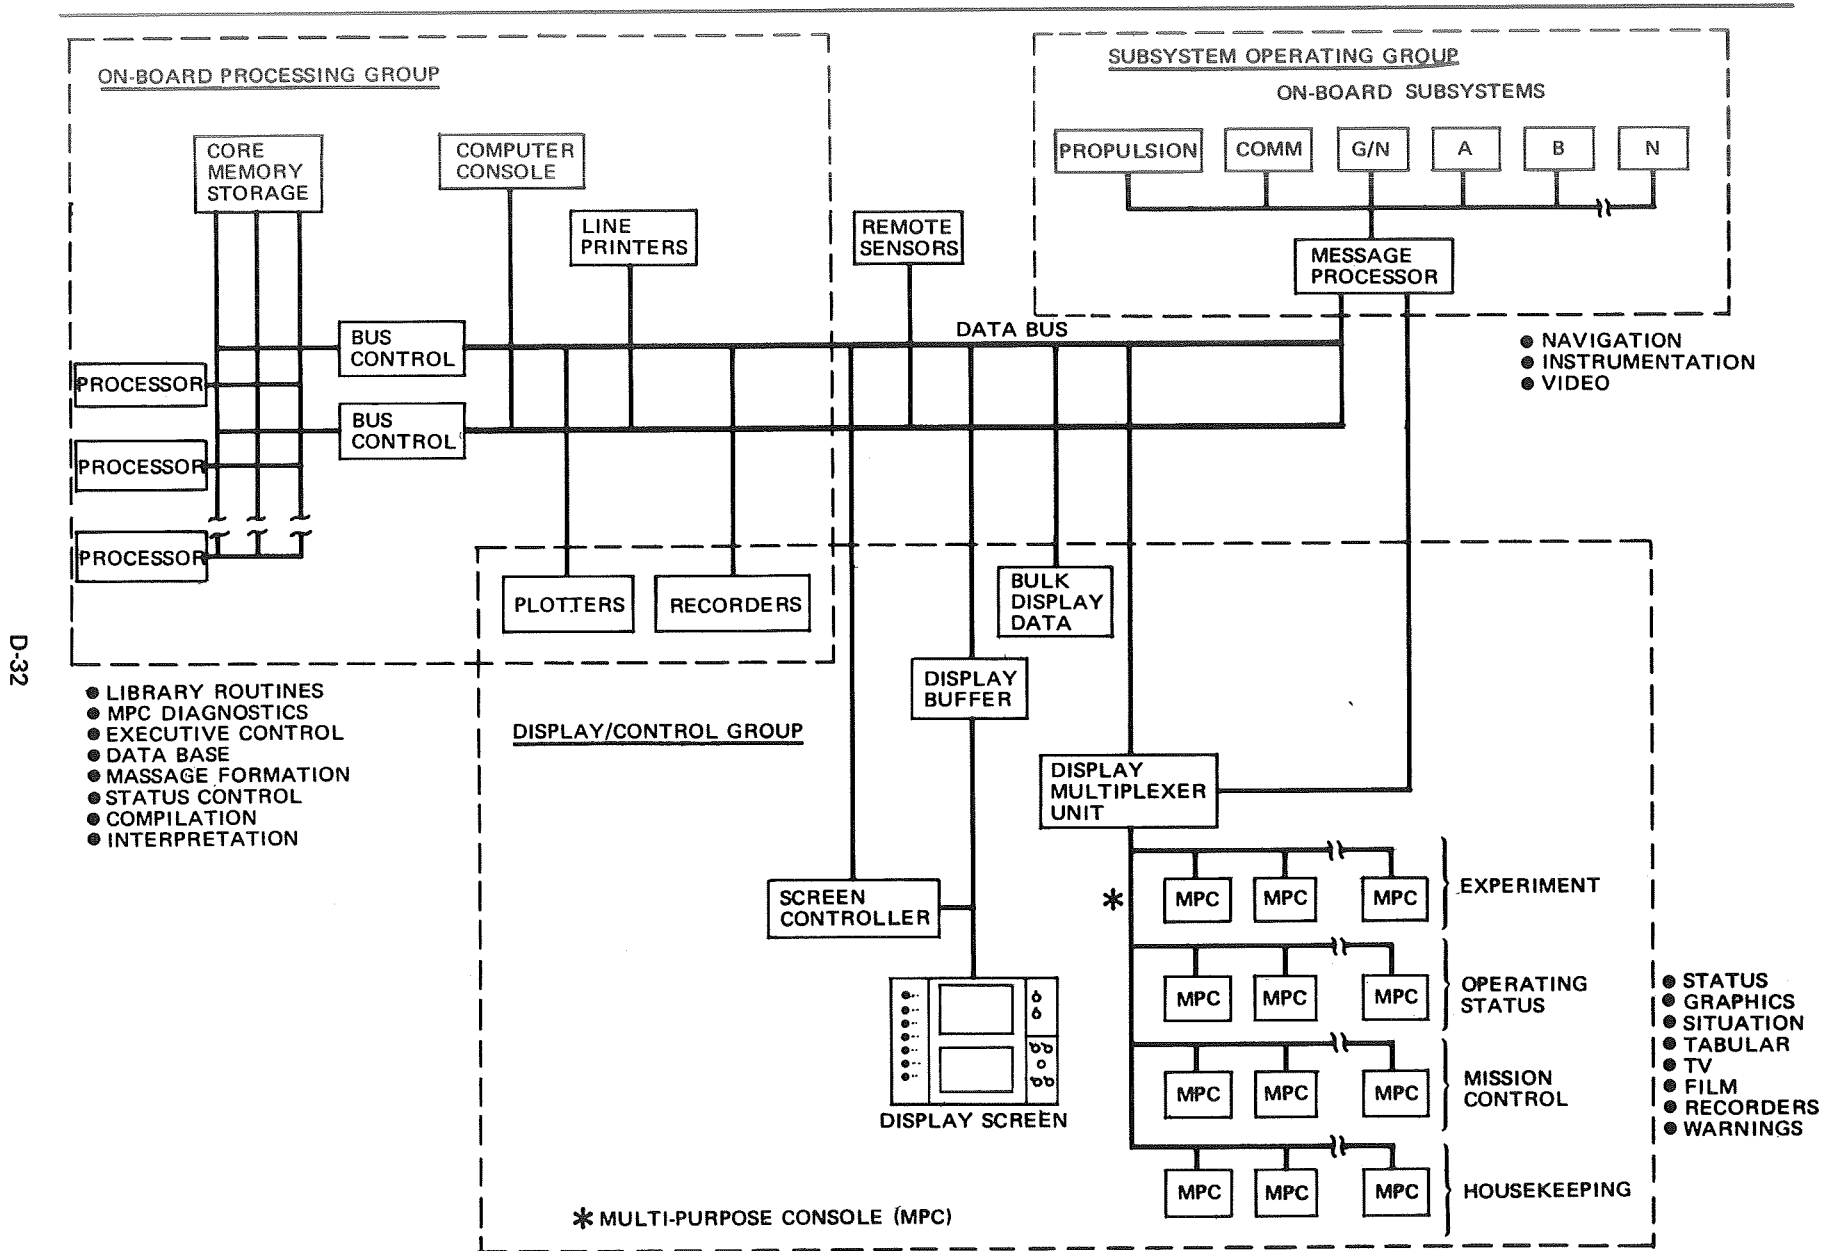 ON-BOARD PROCESSING GROUP
CORE
MEMORY
STORAGE
COMPUTER
CONSOLE
LINE
PRINTERS
BUS
CONTROL
BUS
CONTROL
PROCESSOR
PROCESSOR
PROCESSOR
PLOTTERS
RECORDERS
REMOTE
SENSORS
DATA BUS
SUBSYSTEM OPERATING GROUP
ON-BOARD SUBSYSTEMS
PROPULSION
COMM
G/N
A
B
N
MESSAGE
PROCESSOR
● NAVIGATION
● INSTRUMENTATION
● VIDEO
D-32
● LIBRARY ROUTINES
● MPC DIAGNOSTICS
● EXECUTIVE CONTROL
● DATA BASE
● MASSAGE FORMATION
● STATUS CONTROL
● COMPILATION
● INTERPRETATION
DISPLAY/CONTROL GROUP
BULK
DISPLAY
DATA
DISPLAY
BUFFER
DISPLAY
MULTIPLEXER
UNIT
SCREEN
CONTROLLER
DISPLAY SCREEN
*
MPC MPC MPC
EXPERIMENT
MPC MPC MPC
OPERATING
STATUS
MPC MPC MPC
MISSION
CONTROL
MPC MPC MPC
HOUSEKEEPING
● STATUS
● GRAPHICS
● SITUATION
● TABULAR
● TV
● FILM
● RECORDERS
● WARNINGS
* MULTI-PURPOSE CONSOLE (MPC)